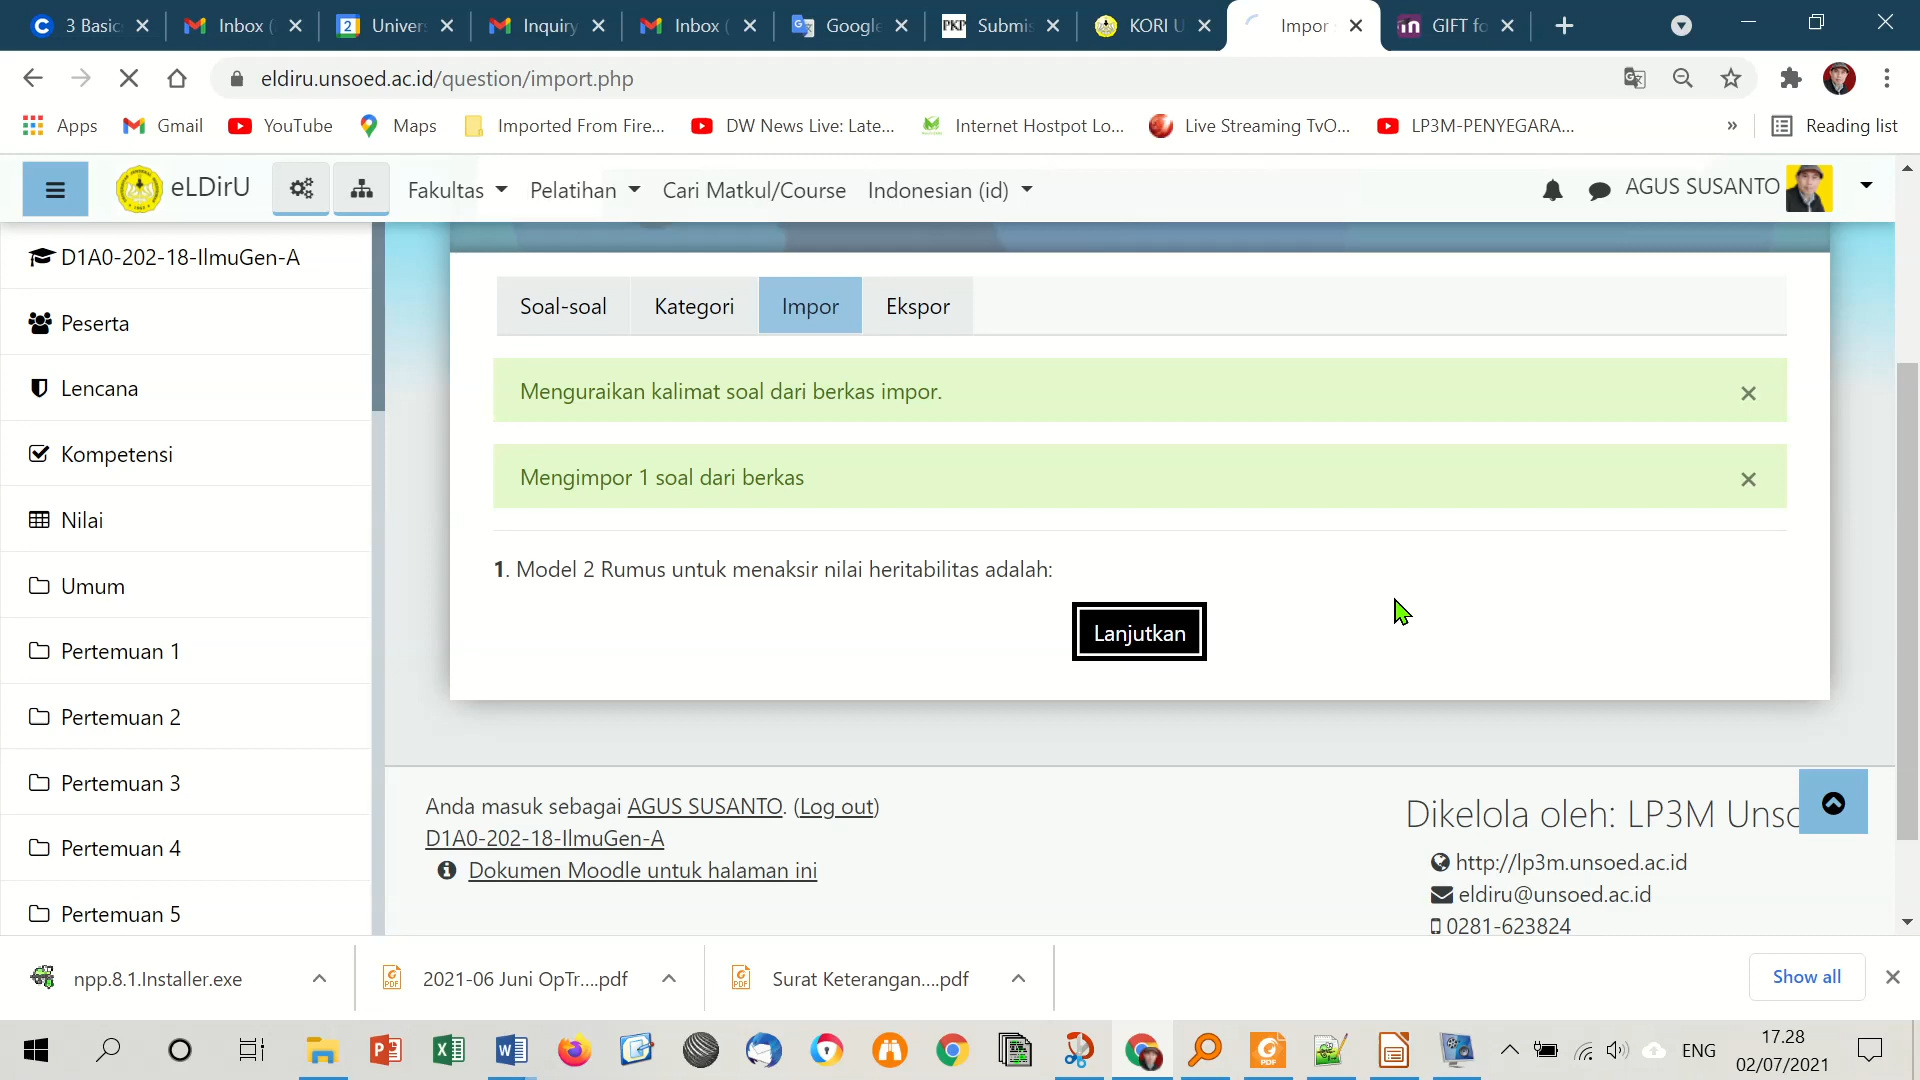 3 Basic
Inbox (
Univer
Inquiry
Inbox (
Google
Submi
KORI U
Impor
GIFT fo
eldiru.unsoed.ac.id/question/import.php
Apps
Gmail
YouTube
Maps
Imported From Fire...
DW News Live: Late...
Internet Hostpot Lo...
Live Streaming TvO...
LP3M-PENYEGARA...
»
Reading list
eLDirU
Fakultas
Pelatihan
Cari Matkul/Course
Indonesian (id)
AGUS SUSANTO
D1A0-202-18-IlmuGen-A
Peserta
Lencana
Kompetensi
Nilai
Umum
Pertemuan 1
Pertemuan 2
Pertemuan 3
Pertemuan 4
Pertemuan 5
Soal-soal
Kategori
Impor
Ekspor
Menguraikan kalimat soal dari berkas impor.
Mengimpor 1 soal dari berkas
1. Model 2 Rumus untuk menaksir nilai heritabilitas adalah:
Lanjutkan
Anda masuk sebagai AGUS SUSANTO. (Log out)
D1A0-202-18-IlmuGen-A
Dokumen Moodle untuk halaman ini
Dikelola oleh: LP3M Unso
http://lp3m.unsoed.ac.id
eldiru@unsoed.ac.id
0281-623824
npp.8.1.Installer.exe
2021-06 Juni OpTr....pdf
Surat Keterangan....pdf
Show all
ENG
17.28
02/07/2021